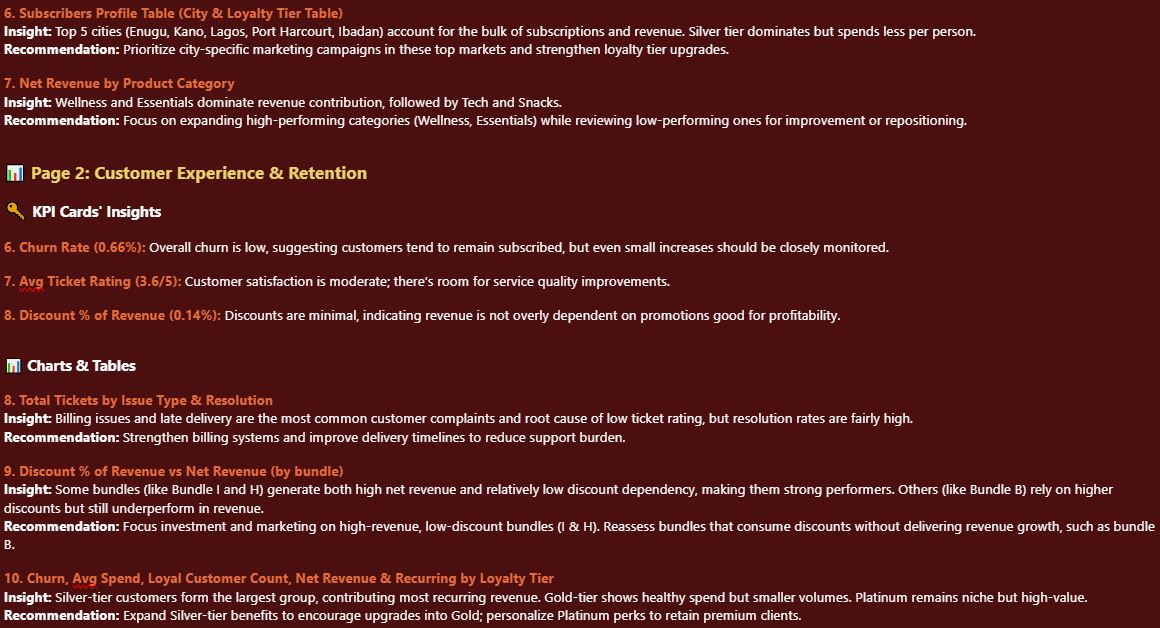 6. Subscribers Profile Table (City & Loyalty Tier Table)
Insight: Top 5 cities (Enugu, Kano, Lagos, Port Harcourt, Ibadan) account for the bulk of subscriptions and revenue. Silver tier dominates but spends less per person.
Recommendation: Prioritize city-specific marketing campaigns in these top markets and strengthen loyalty tier upgrades.
7. Net Revenue by Product Category
Insight: Wellness and Essentials dominate revenue contribution, followed by Tech and Snacks.
Recommendation: Focus on expanding high-performing categories (Wellness, Essentials) while reviewing low-performing ones for improvement or repositioning.
📊 Page 2: Customer Experience & Retention
🔑 KPI Cards' Insights
6. Churn Rate (0.66%): Overall churn is low, suggesting customers tend to remain subscribed, but even small increases should be closely monitored.
7. Avg Ticket Rating (3.6/5): Customer satisfaction is moderate; there's room for service quality improvements.
8. Discount % of Revenue (0.14%): Discounts are minimal, indicating revenue is not overly dependent on promotions good for profitability.
📊 Charts & Tables
8. Total Tickets by Issue Type & Resolution
Insight: Billing issues and late delivery are the most common customer complaints and root cause of low ticket rating, but resolution rates are fairly high.
Recommendation: Strengthen billing systems and improve delivery timelines to reduce support burden.
9. Discount % of Revenue vs Net Revenue (by bundle)
Insight: Some bundles (like Bundle I and H) generate both high net revenue and relatively low discount dependency, making them strong performers. Others (like Bundle B) rely on higher
discounts but still underperform in revenue.
Recommendation: Focus investment and marketing on high-revenue, low-discount bundles (I & H). Reassess bundles that consume discounts without delivering revenue growth, such as bundle
B.
10. Churn, Avg Spend, Loyal Customer Count, Net Revenue & Recurring by Loyalty Tier
Insight: Silver-tier customers form the largest group, contributing most recurring revenue. Gold-tier shows healthy spend but smaller volumes. Platinum remains niche but high-value.
Recommendation: Expand Silver-tier benefits to encourage upgrades into Gold; personalize Platinum perks to retain premium clients.